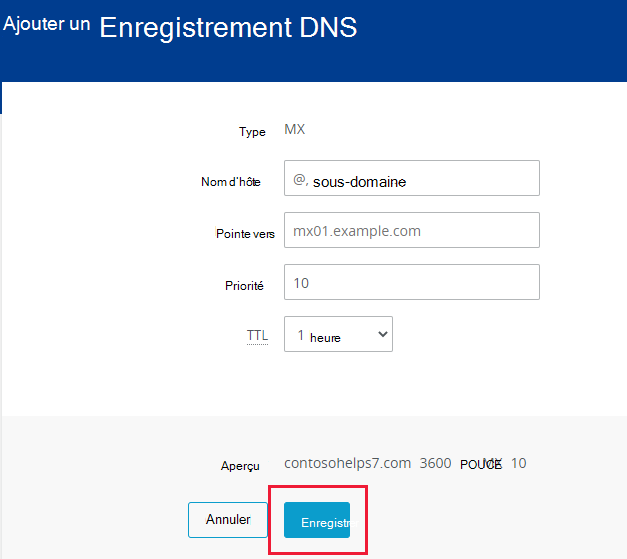 Ajouter un Enregistrement DNS
Type MX
Nom d'hôte @, sous-domaine
Pointe vers mx01.example.com
Priorité 10
TTL 1 heure
Aperçu contosohelps7.com 3600 POUCE MX 10
Annuler Enregistre